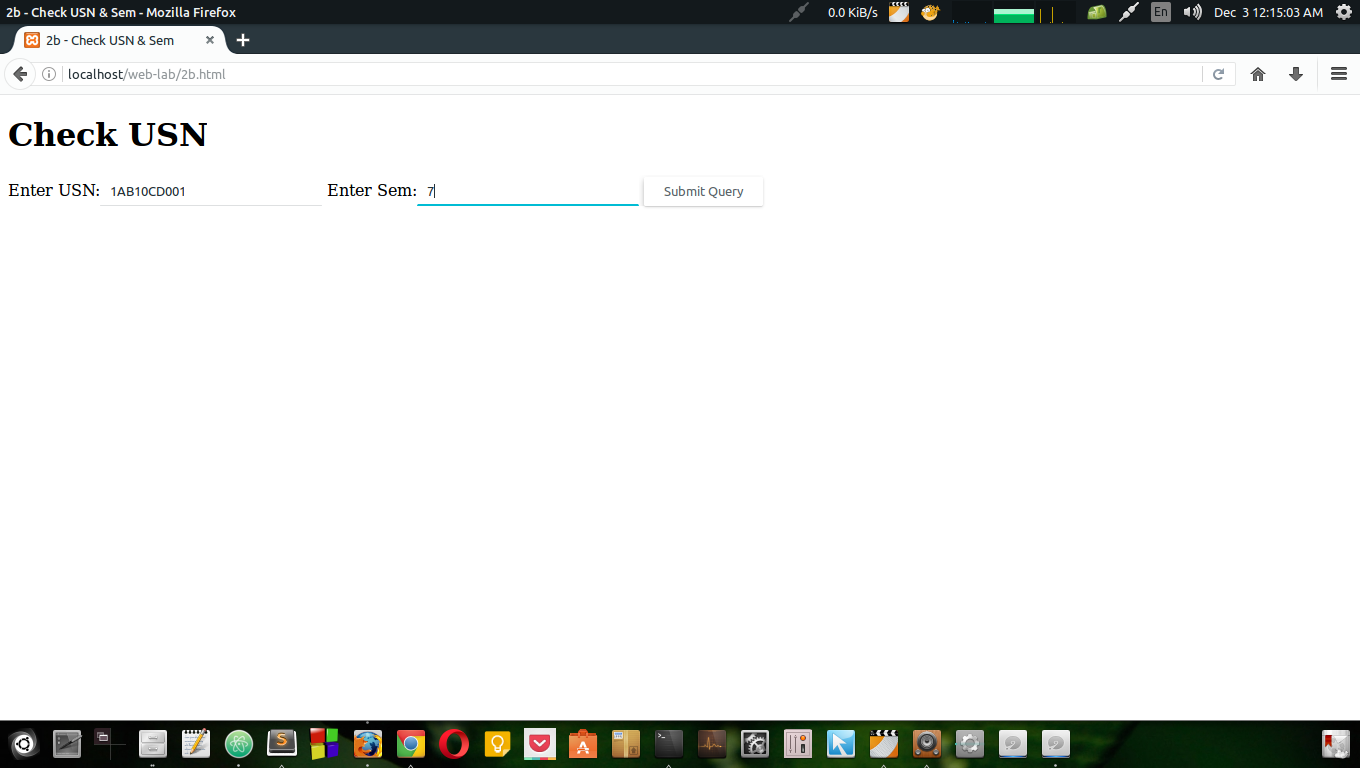 2b - Check USN & Sem - Mozilla Firefox
0.0 KiB/s
En
Dec 3 12:15:03 AM
2b - Check USN & Sem
localhost/web-lab/2b.html
Check USN
Enter USN: 1AB10CD001 Enter Sem: 7 Submit Query